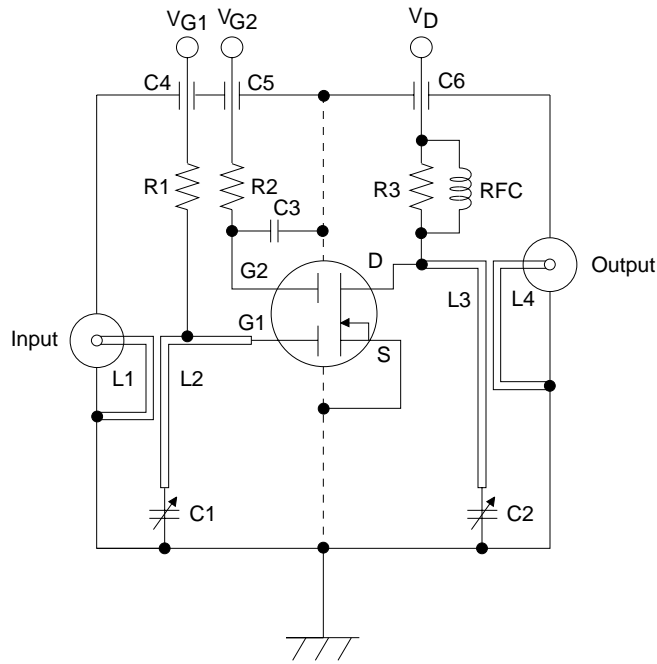 VG1 VG2 VD
C4 C5 C6
R1 R2 R3 RFC
C3
G2 D Output
L3 L4
Input G1
L1 L2 S
C1 C2